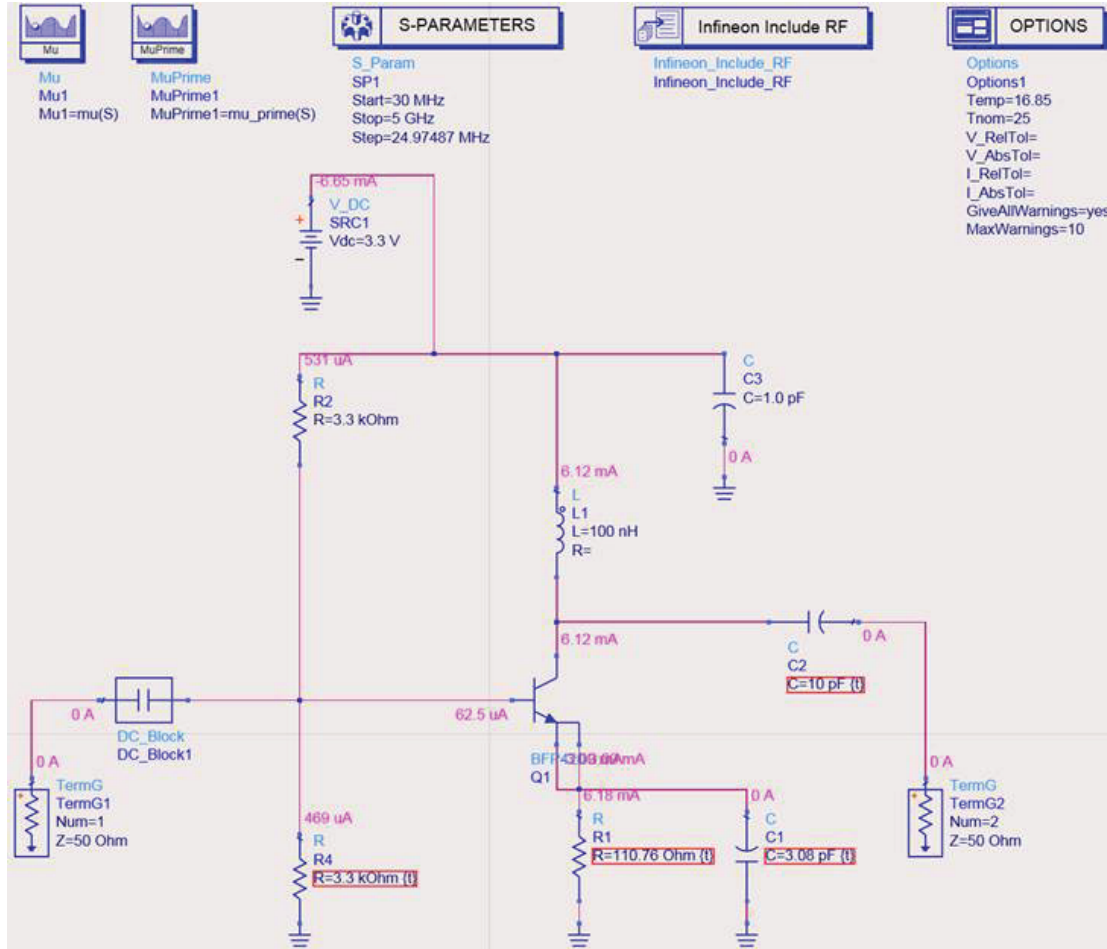 Mu
Mu
Mu1
Mu1=mu(S)
MuPrime
MuPrime
MuPrime1
MuPrime1=mu_prime(S)
S-PARAMETERS
S_Param
SP1
Start=30 MHz
Stop=5 GHz
Step=24.97487 MHz
Infineon Include RF
Infineon_Include_RF
Infineon_Include_RF
OPTIONS
Options
Options1
Temp=16.85
Tnom=25
V_RelTol=
V_AbsTol=
I_RelTol=
I_AbsTol=
GiveAllWarnings=yes
MaxWarnings=10
-6.65 mA
V_DC
SRC1
Vdc=3.3 V
+
-
531 uA
R
R2
R=3.3 kOhm
C
C3
C=1.0 pF
0 A
6.12 mA
L
L1
L=100 nH
R=
6.12 mA
0 A
C
C2
C=10 pF {t}
0 A
DC_Block
DC_Block1
62.5 uA
Q1
0 A
TermG
TermG1
Num=1
Z=50 Ohm
469 uA
R
R4
R=3.3 kOhm {t}
6.18 mA
R
R1
R=110.76 Ohm {t}
0 A
C
C1
C=3.08 pF {t}
0 A
TermG
TermG2
Num=2
Z=50 Ohm